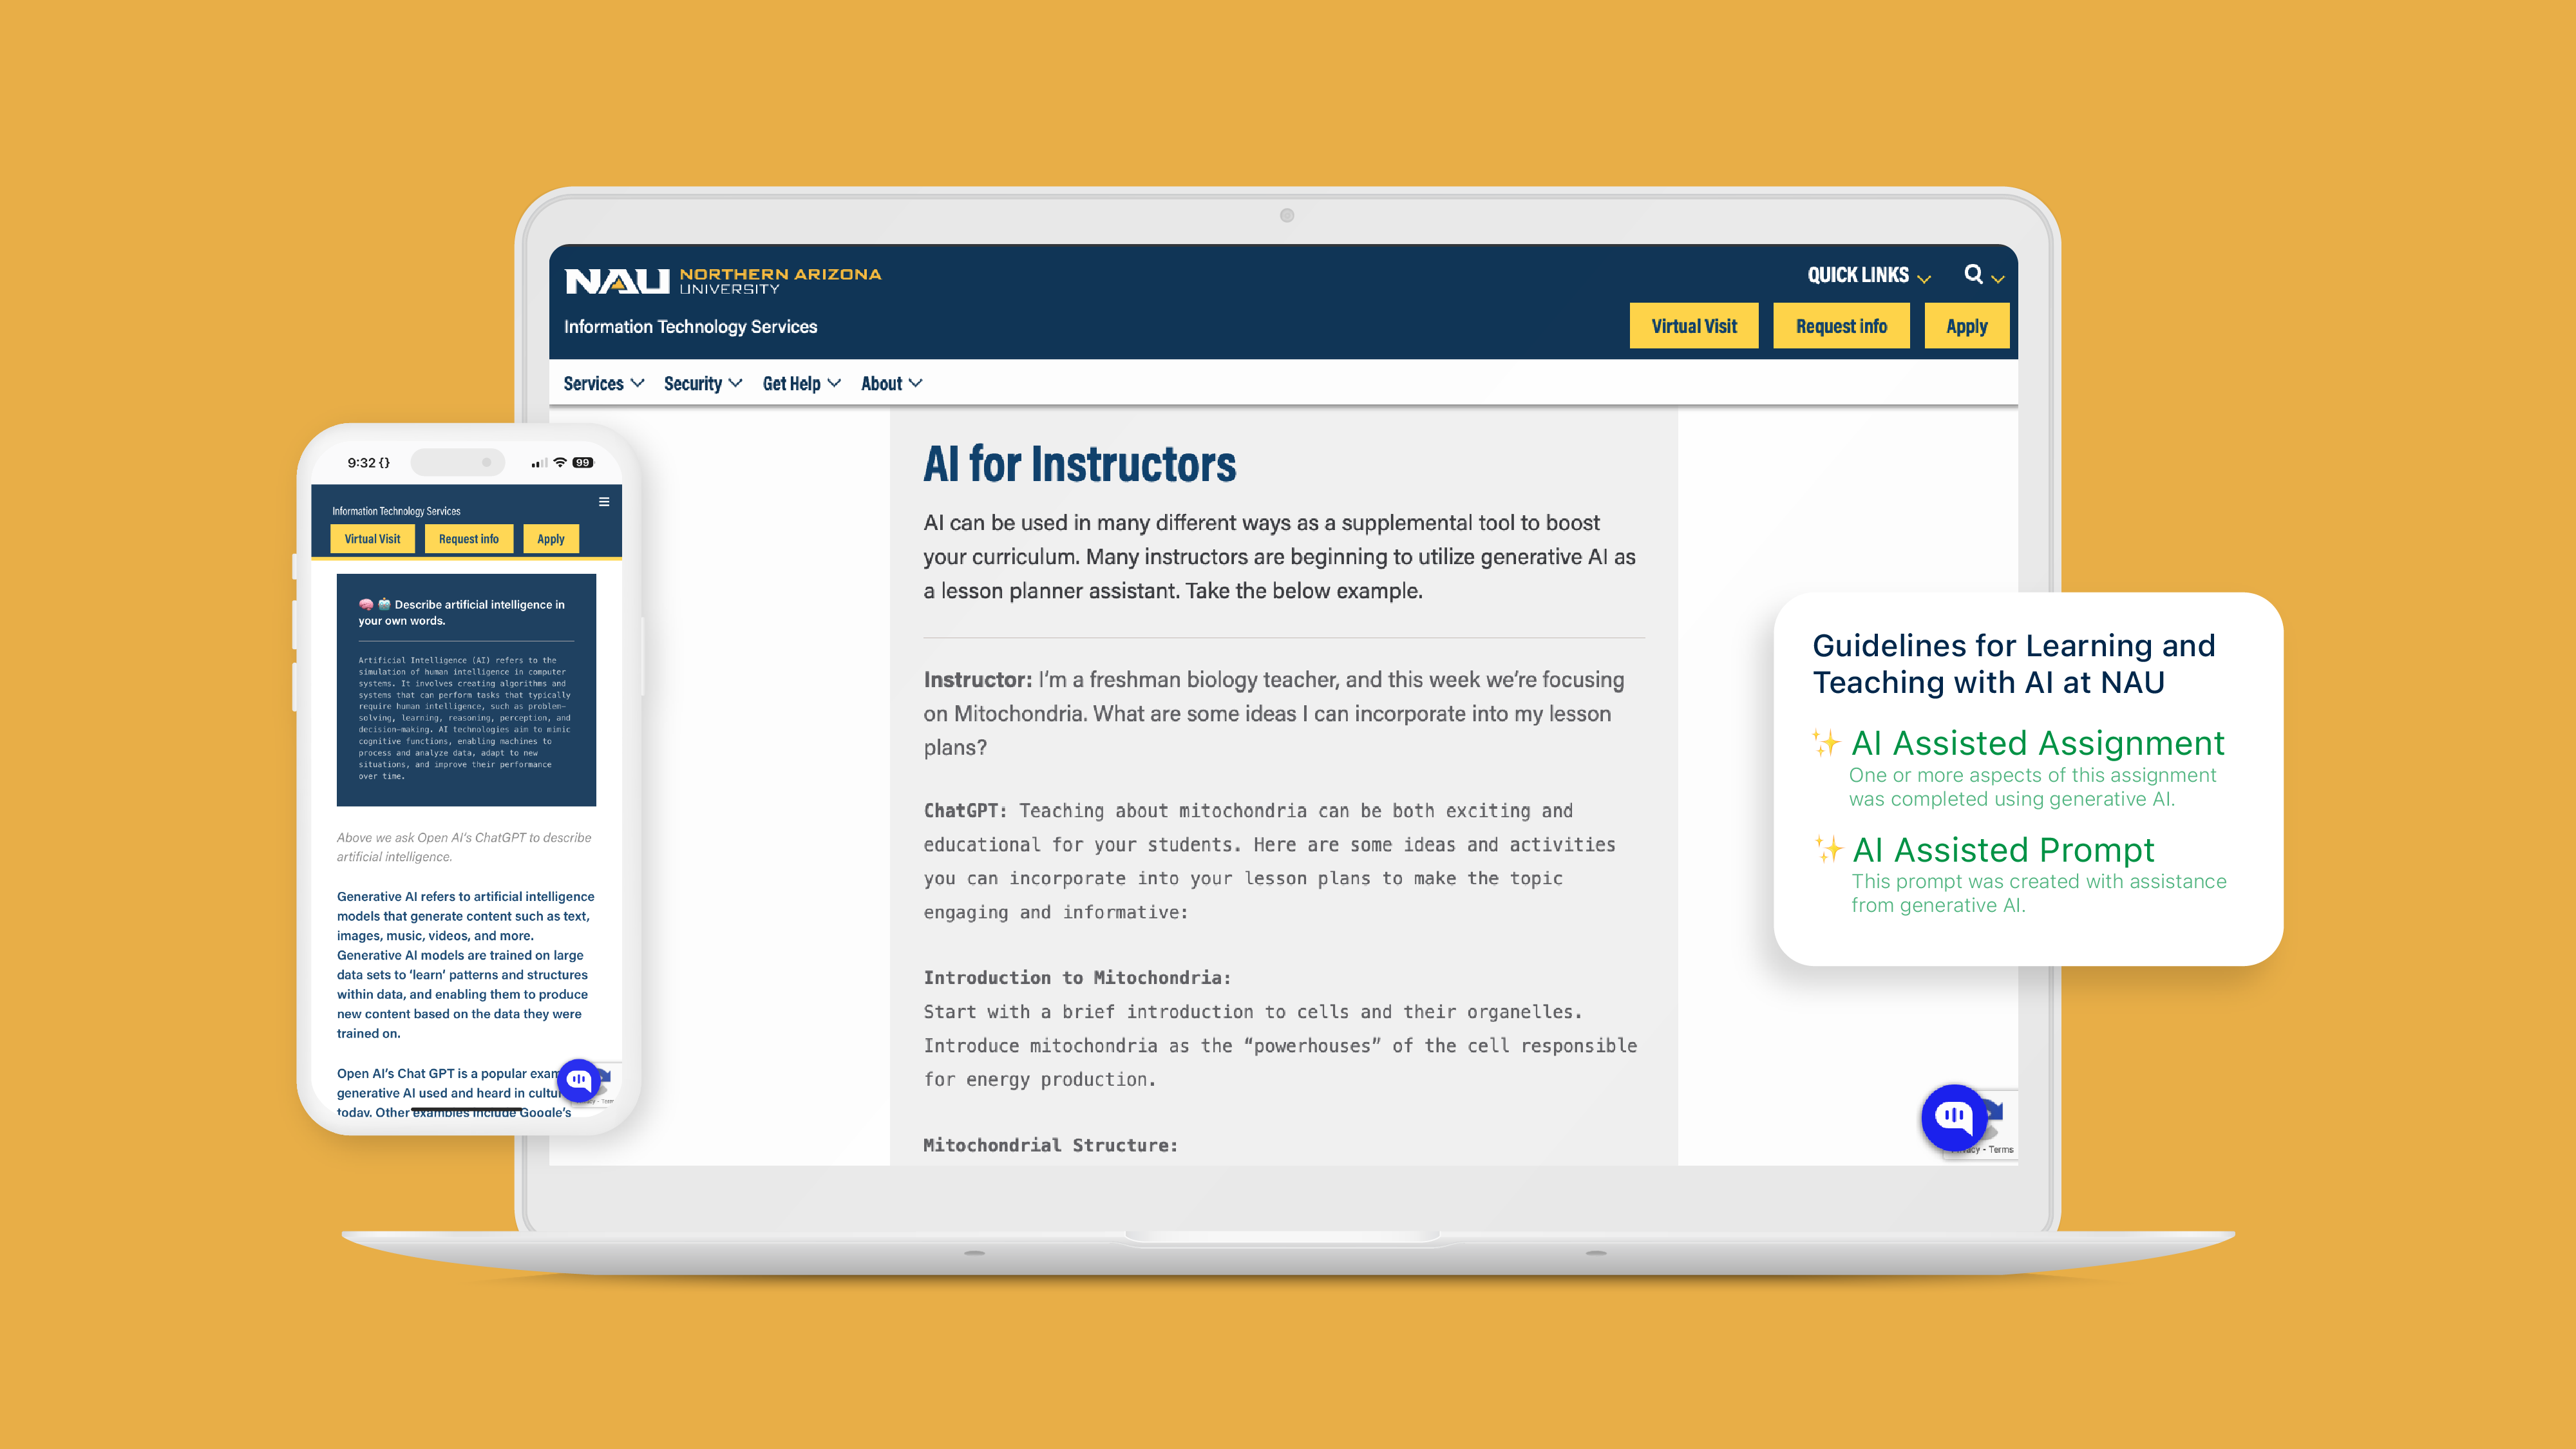 NAU NORTHERN ARIZONA
UNIVERSITY
Information Technology Services
QUICK LINKS
Virtual Visit Request info Apply
Services Security Get Help About
AI for Instructors
AI can be used in many different ways as a supplemental tool to boost
your curriculum. Many instructors are beginning to utilize generative AI as
a lesson planner assistant. Take the below example.
Instructor: I'm a freshman biology teacher, and this week we're focusing
on Mitochondria. What are some ideas I can incorporate into my lesson
plans?
ChatGPT: Teaching about mitochondria can be both exciting and
educational for your students. Here are some ideas and activities
you can incorporate into your lesson plans to make the topic
engaging and informative:
Introduction to Mitochondria:
Start with a brief introduction to cells and their organelles.
Introduce mitochondria as the “powerhouses” of the cell responsible
for energy production.
Mitochondrial Structure:
- Terms
9:32 {}
99
Information Technology Services
Virtual Visit Request info Apply
🧠 🤖 Describe artificial intelligence in
your own words.
Artificial Intelligence (AI) refers to the
simulation of human intelligence in computer
systems. It involves creating algorithms and
systems that can perform tasks that typically
require human intelligence, such as problem-
solving, learning, reasoning, perception, and
decision-making. AI technologies aim to mimic
cognitive functions, enabling machines to
process and analyze data, adapt to new
situations, and improve their performance
over time.
Above we ask Open AI's ChatGPT to describe
artificial intelligence.
Generative AI refers to artificial intelligence
models that generate content such as text,
images, music, videos, and more.
Generative AI models are trained on large
data sets to ‘learn’ patterns and structures
within data, and enabling them to produce
new content based on the data they were
trained on.
Open AI's Chat GPT is a popular
generative AI used and heard in
today. Other examples include Google's
Guidelines for Learning and
Teaching with AI at NAU
✨ AI Assisted Assignment
One or more aspects of this assignment
was completed using generative AI.
✨ AI Assisted Prompt
This prompt was created with assistance
from generative AI.